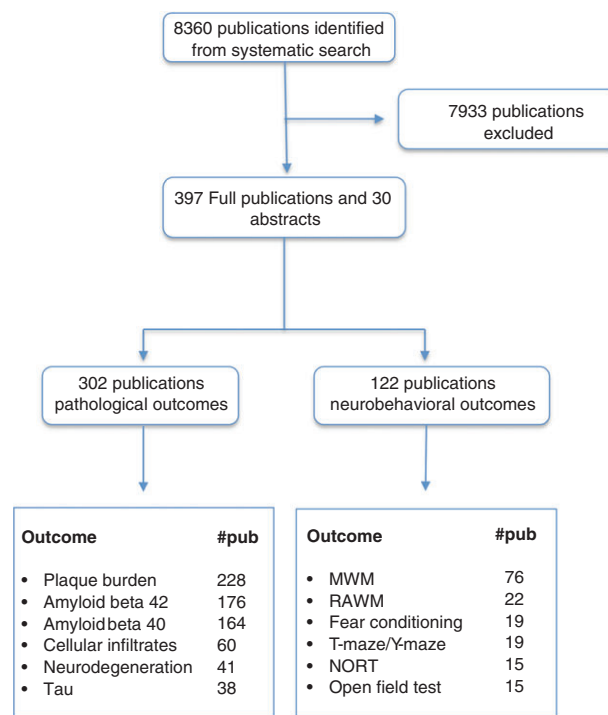 8360 publications identified
from systematic search
7933 publications
excluded
397 Full publications and 30
abstracts
302 publications
pathological outcomes
122 publications
neurobehavioral outcomes
Outcome #pub
• Plaque burden 228
• Amyloid beta 42 176
• Amyloidbeta 40 164
• Cellular infiltrates 60
• Neurodegeneration 41
• Tau 38
Outcome #pub
• MWM 76
• RAWM 22
• Fear conditioning 19
• T-maze/Y-maze 19
• NORT 15
• Open field test 15